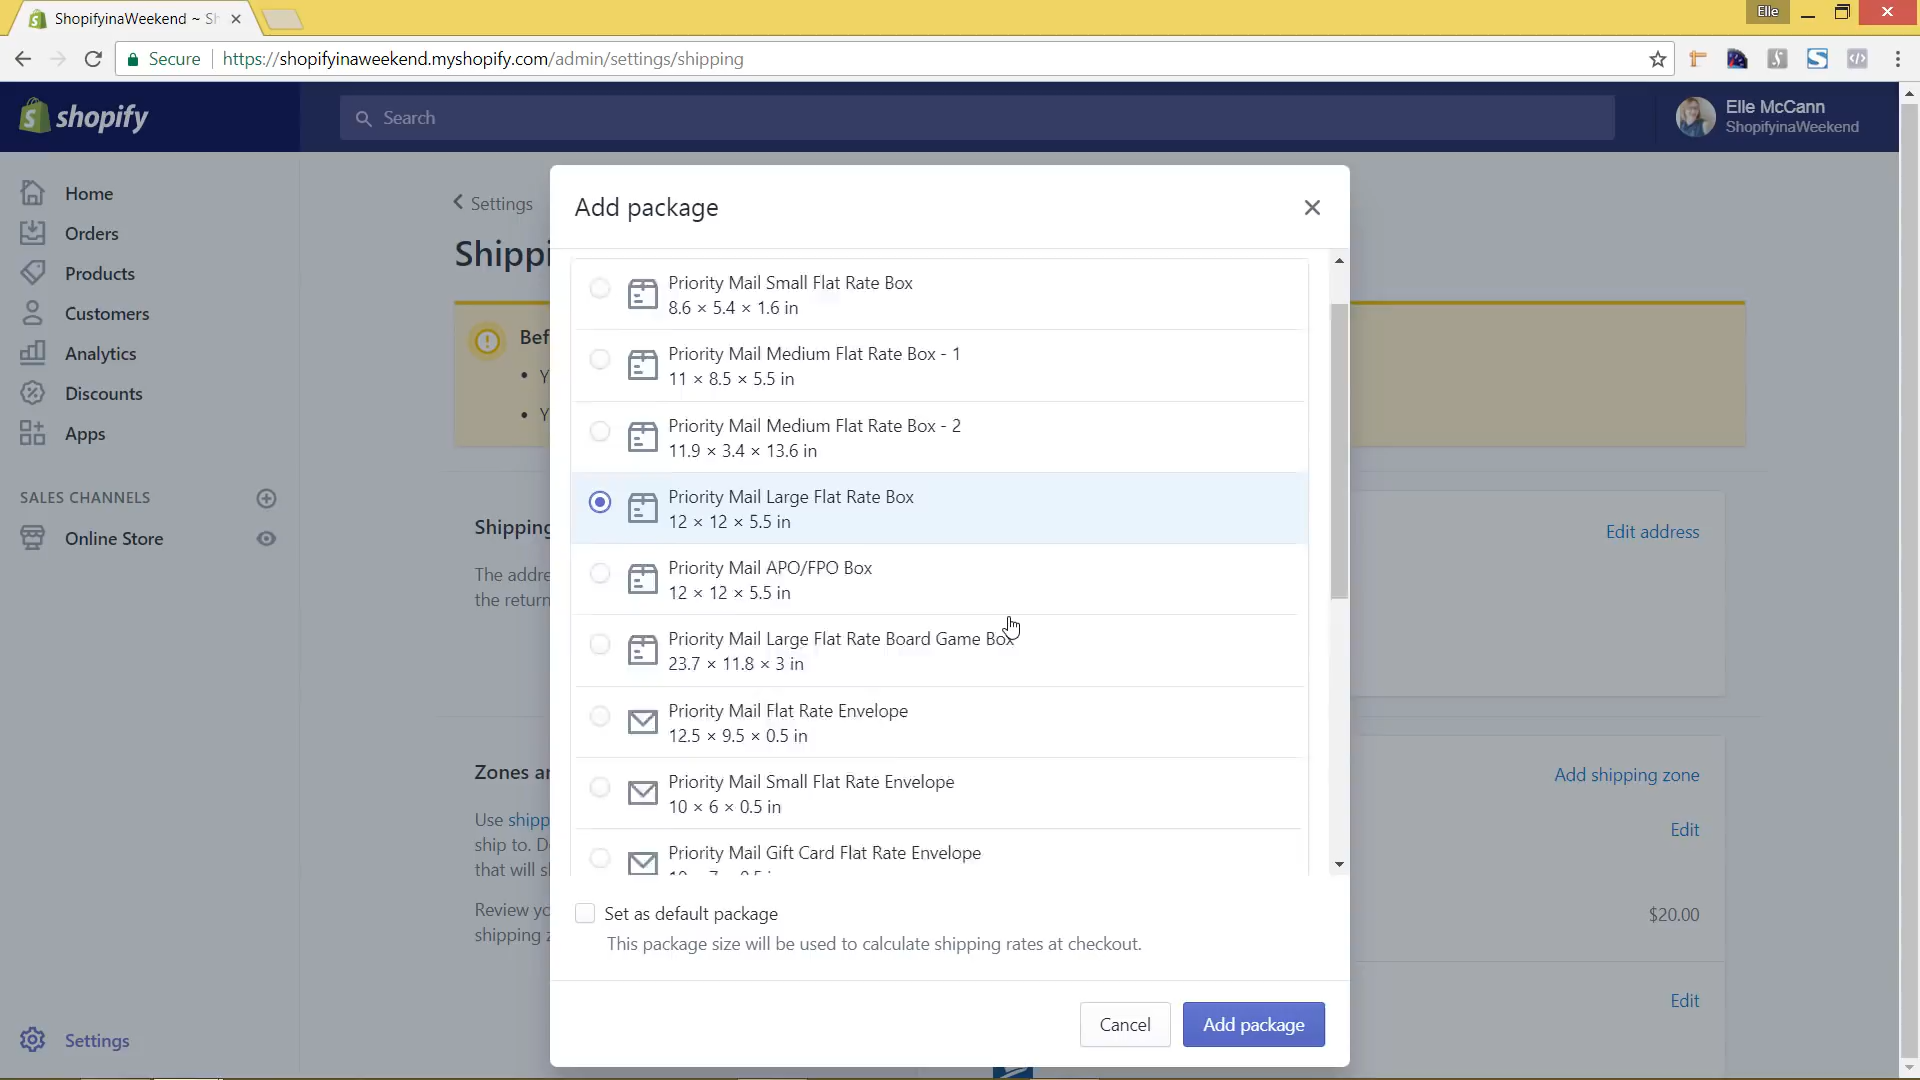 ShopifyinaWeekend ~ Sh
Elle
Secure
https://shopifyinaweekend.myshopify.com/admin/settings/shipping
shopify
Search
Elle McCann
ShopifyinaWeekend
Home
Orders
Products
Customers
Analytics
Discounts
Apps
SALES CHANNELS
Online Store
Settings
Settings
Shippi
Bef
• Y
• Y
Shipping
The addre
the return
Edit address
Zones ar
Use shipp
ship to. D
that will sh
Review yo
shipping z
Add shipping zone
Edit
$20.00
Edit
Add package
Priority Mail Small Flat Rate Box
8.6 × 5.4 × 1.6 in
Priority Mail Medium Flat Rate Box - 1
11 × 8.5 × 5.5 in
Priority Mail Medium Flat Rate Box - 2
11.9 × 3.4 × 13.6 in
Priority Mail Large Flat Rate Box
12 × 12 × 5.5 in
Priority Mail APO/FPO Box
12 × 12 × 5.5 in
Priority Mail Large Flat Rate Board Game Box
23.7 × 11.8 × 3 in
Priority Mail Flat Rate Envelope
12.5 × 9.5 × 0.5 in
Priority Mail Small Flat Rate Envelope
10 × 6 × 0.5 in
Priority Mail Gift Card Flat Rate Envelope
Set as default package
This package size will be used to calculate shipping rates at checkout.
Cancel
Add package